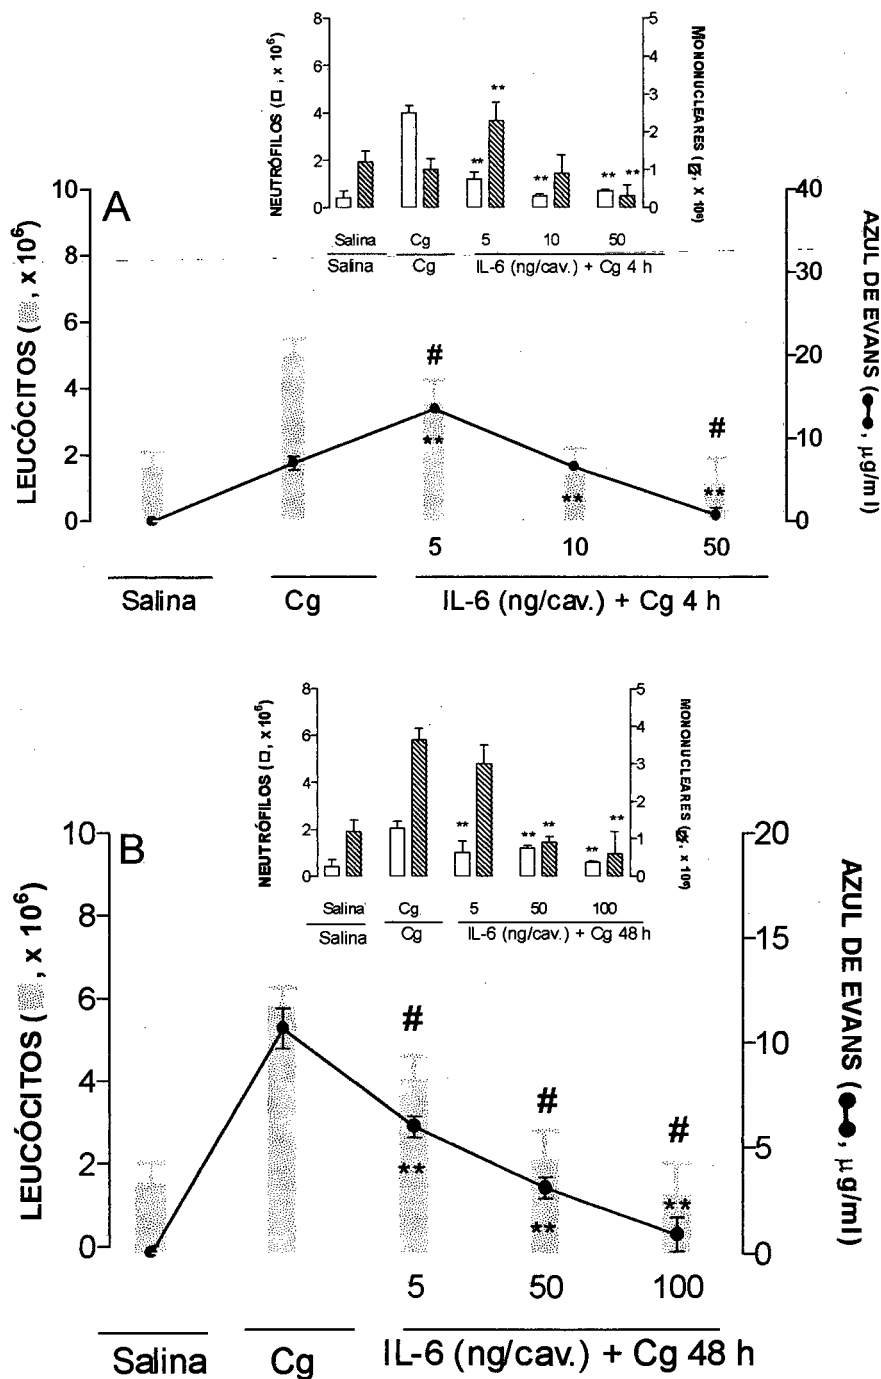 A
NEUTRÓFILOS (□, x 10⁶)
8
6
4
2
0
5
4
3
2
1
0
MONONUCLEARES (▨, x 10⁶)
**
** ** ** **
Salina Cg 5 10 50
Salina Cg IL-6 (ng/cav.) + Cg 4 h
LEUCÓCITOS (▒, x 10⁶)
10
8
6
4
2
0
40
30
20
10
0
AZUL DE EVANS (●-●, µg/ml)
# #
** ** **
5 10 50
Salina Cg IL-6 (ng/cav.) + Cg 4 h
B
NEUTRÓFILOS (□, x 10⁶)
8
6
4
2
0
5
4
3
2
1
0
MONONUCLEARES (▨, x 10⁶)
** ** ** ** **
Salina Cg 5 50 100
Salina Cg IL-6 (ng/cav.) + Cg 48 h
LEUCÓCITOS (▒, x 10⁶)
10
8
6
4
2
0
20
15
10
5
0
AZUL DE EVANS (●-●, µg/ml)
# # #
** ** **
5 50 100
Salina Cg IL-6 (ng/cav.) + Cg 48 h